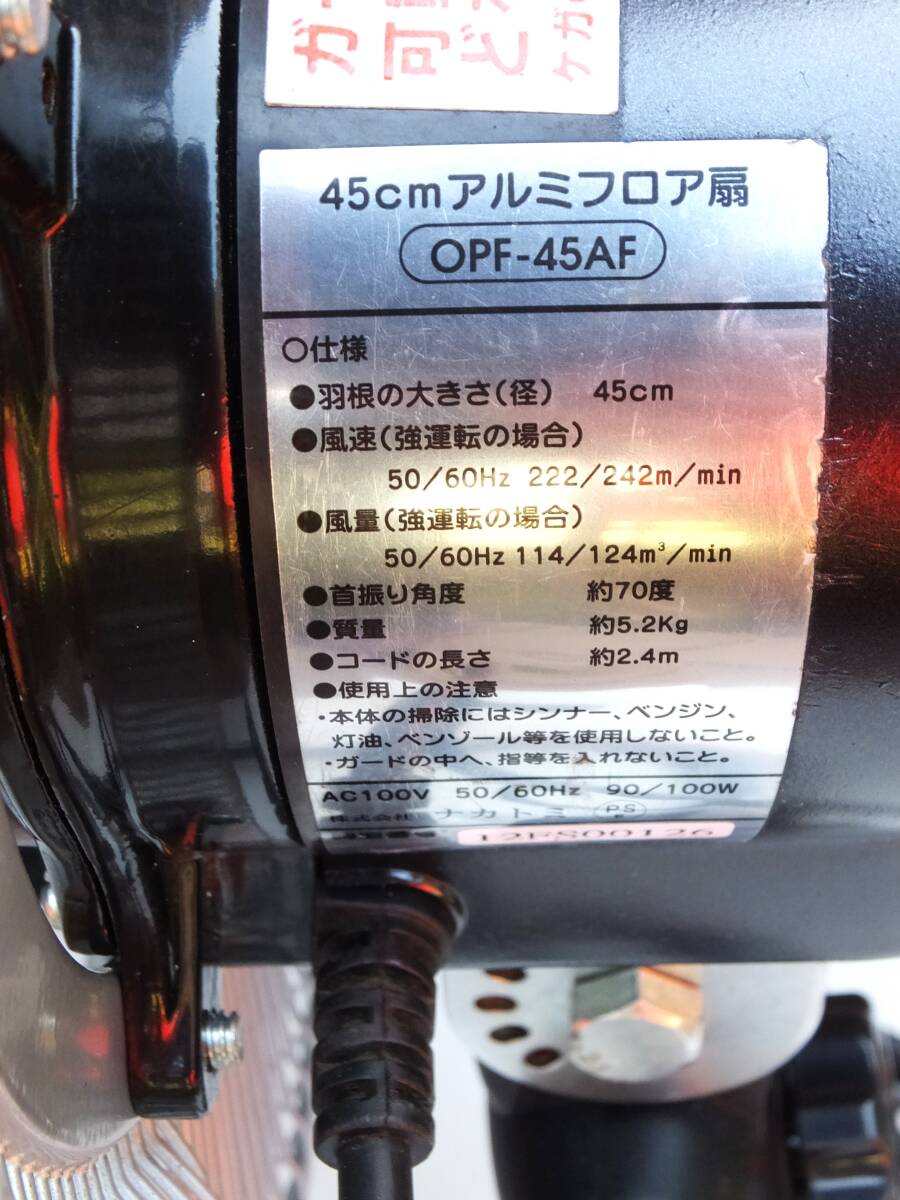 ガ
可
ど
ケガ
45cmアルミフロア扇
OPF-45AF
○仕様
●羽根の大きさ(径) 45cm
●風速(強運転の場合)
50/60Hz 222/242m/min
●風量(強運転の場合)
50/60Hz 114/124m³/min
●首振り角度 約70度
●質量 約5.2Kg
●コードの長さ 約2.4m
●使用上の注意
・本体の掃除にはシンナー、ベンジン、
灯油、ベンゾール等を使用しないこと。
・ガードの中へ、指等を入れないこと。
AC100V 50/60Hz 90/100W
株式会社 ナカトミ PS
12FS00126